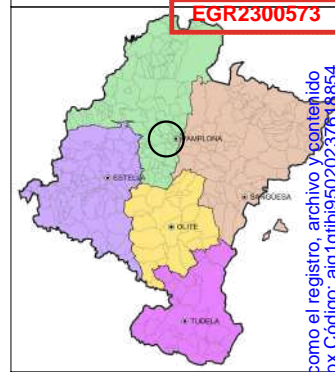 EGR2300573
PAMPLONA
ESTELLA
SANGÜESA
OLITE
TUDELA
como el registro, archivo y contenido